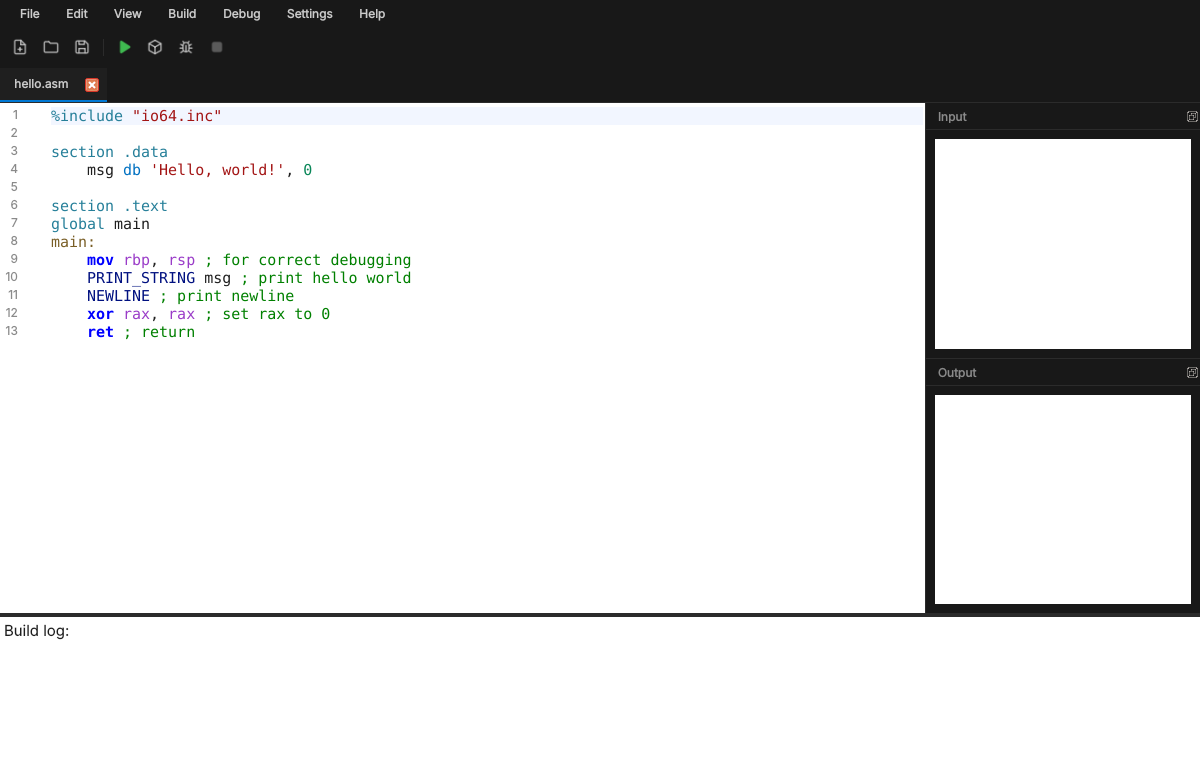 File Edit View Build Debug Settings Help
hello.asm
1 %include "io64.inc"
2
3 section .data
4     msg db 'Hello, world!', 0
5
6 section .text
7 global main
8 main:
9     mov rbp, rsp ; for correct debugging
10     PRINT_STRING msg ; print hello world
11     NEWLINE ; print newline
12     xor rax, rax ; set rax to 0
13     ret ; return
Input
Output
Build log: